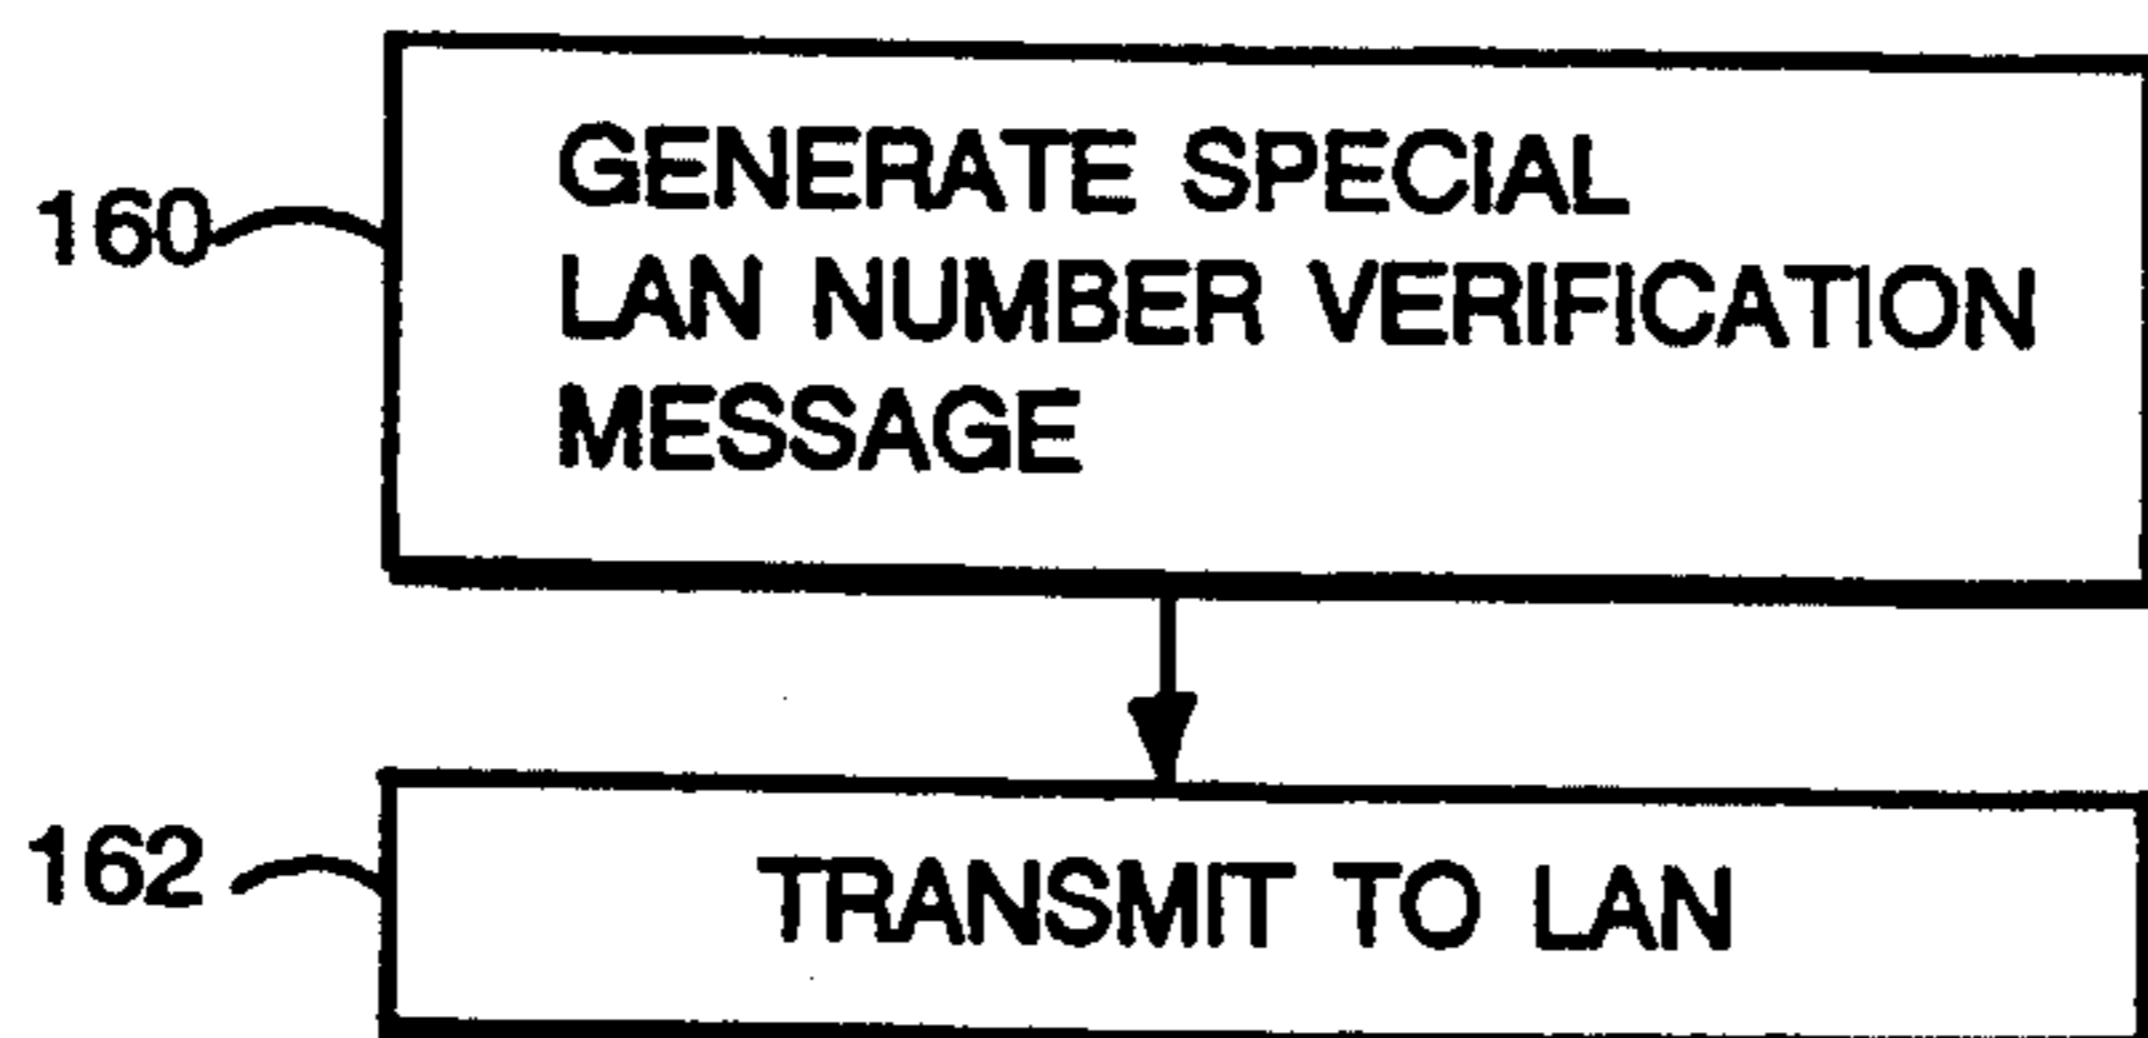 160
GENERATE SPECIAL
LAN NUMBER VERIFICATION
MESSAGE
162
TRANSMIT TO LAN